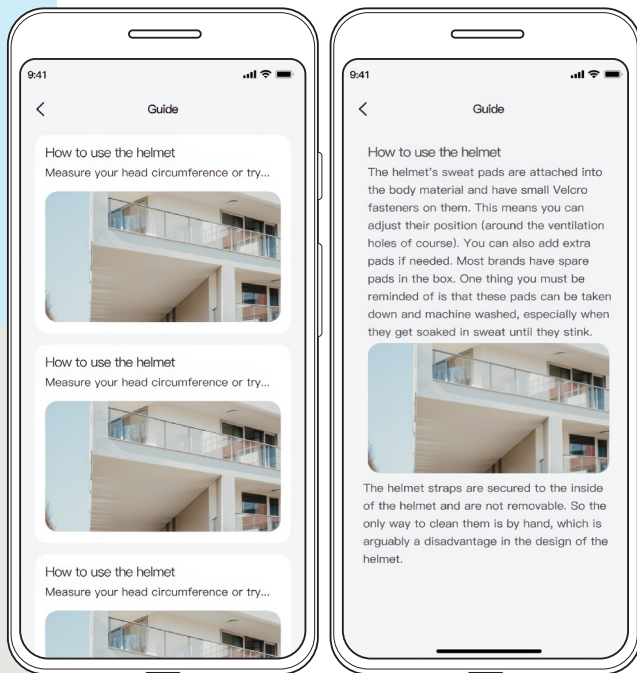 9:41
Guide
How to use the helmet
Measure your head circumference or try...
How to use the helmet
Measure your head circumference or try...
How to use the helmet
Measure your head circumference or try...
9:41
Guide
How to use the helmet
The helmet's sweat pads are attached into
the body material and have small Velcro
fasteners on them. This means you can
adjust their position (around the ventilation
holes of course). You can also add extra
pads if needed. Most brands have spare
pads in the box. One thing you must be
reminded of is that these pads can be taken
down and machine washed, especially when
they get soaked in sweat until they stink.
The helmet straps are secured to the inside
of the helmet and are not removable. So the
only way to clean them is by hand, which is
arguably a disadvantage in the design of the
helmet.